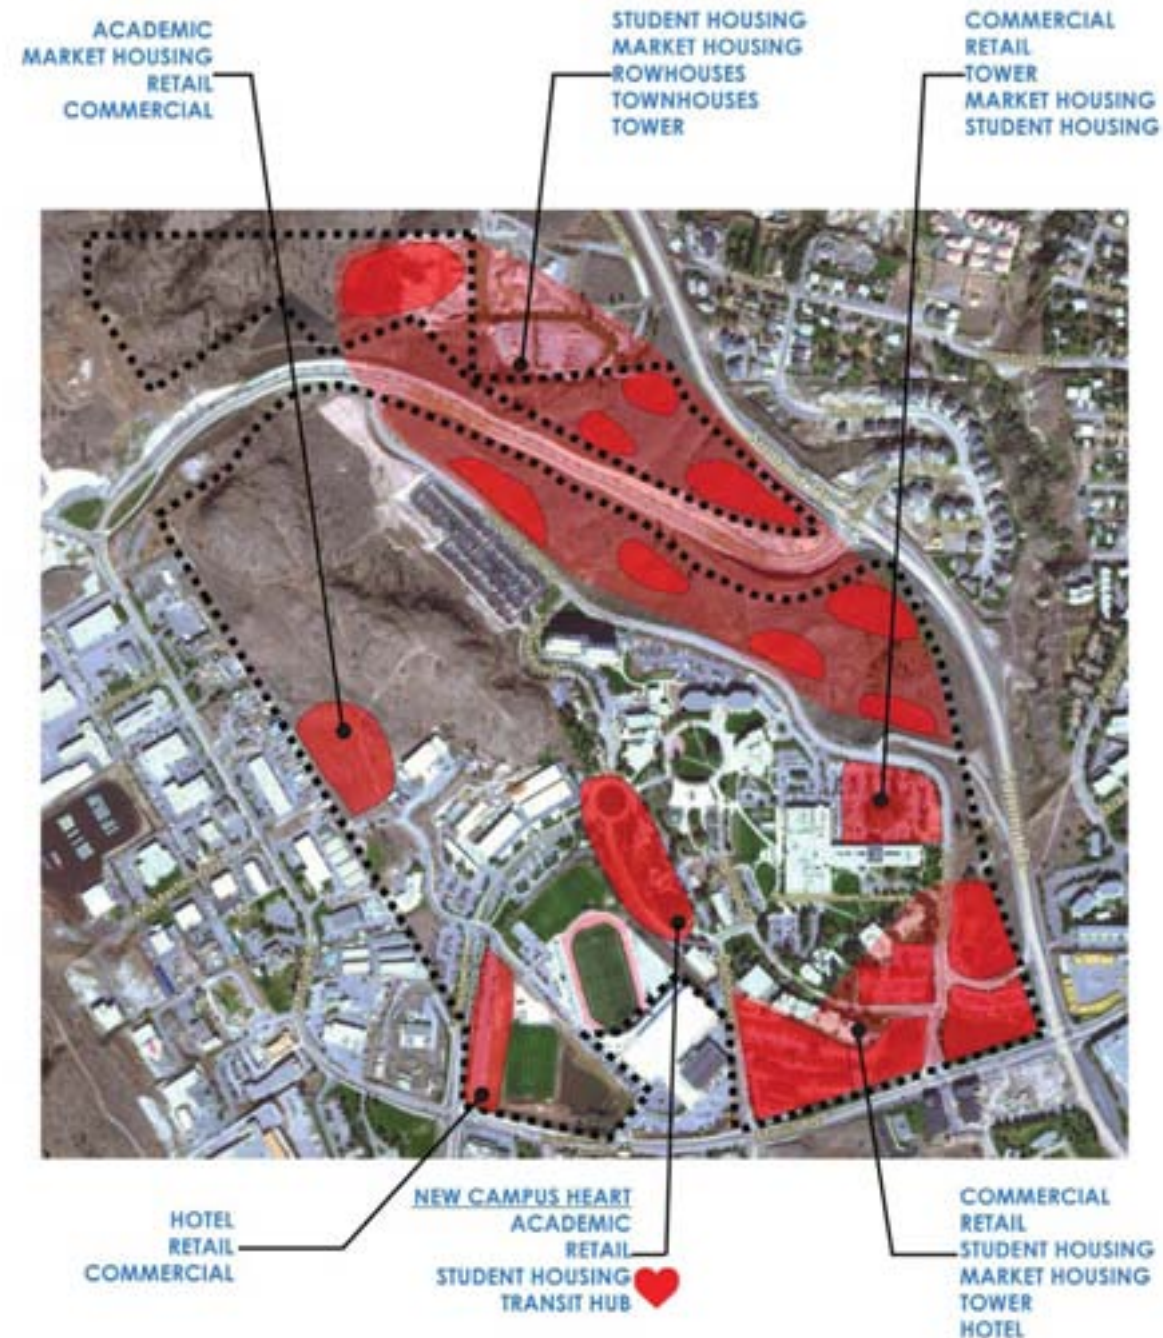 ACADEMIC
MARKET HOUSING
RETAIL
COMMERCIAL
STUDENT HOUSING
MARKET HOUSING
ROWHOUSES
TOWNHOUSES
TOWER
COMMERCIAL
RETAIL
TOWER
MARKET HOUSING
STUDENT HOUSING
HOTEL
RETAIL
COMMERCIAL
NEW CAMPUS HEART
ACADEMIC
RETAIL
STUDENT HOUSING
TRANSIT HUB
COMMERCIAL
RETAIL
STUDENT HOUSING
MARKET HOUSING
TOWER
HOTEL